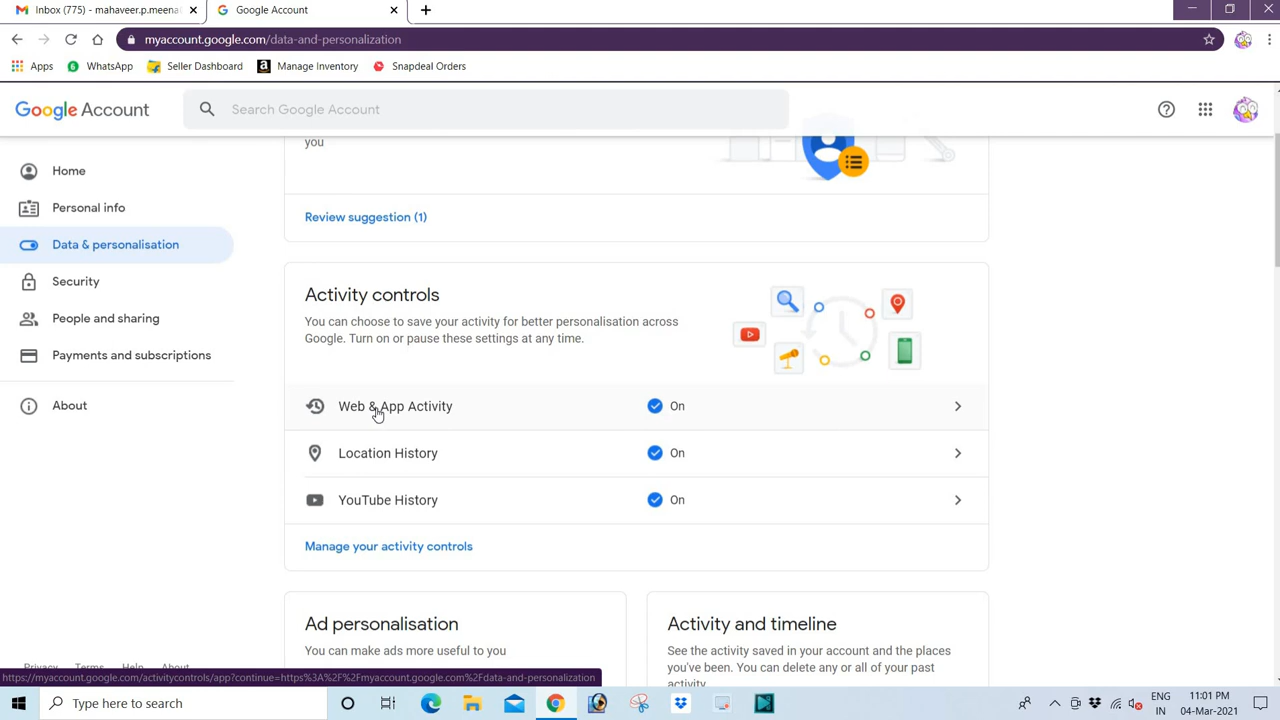 Inbox (775) - mahaveer.p.meena
Google Account
myaccount.google.com/data-and-personalization
Apps
WhatsApp
Seller Dashboard
Manage Inventory
Snapdeal Orders
Google Account
Search Google Account
Home
Personal info
Data & personalisation
Security
People and sharing
Payments and subscriptions
About
you
Review suggestion (1)
Activity controls
You can choose to save your activity for better personalisation across
Google. Turn on or pause these settings at any time.
Web & App Activity
On
Location History
On
YouTube History
On
Manage your activity controls
Ad personalisation
You can make ads more useful to you
Activity and timeline
See the activity saved in your account and the places
you've been. You can delete any or all of your past
activity.
Privacy Terms Help About
https://myaccount.google.com/activitycontrols/app?continue=https%3A%2F%2Fmyaccount.google.com%2Fdata-and-personalization
Type here to search
ENG
IN
11:01 PM
04-Mar-2021